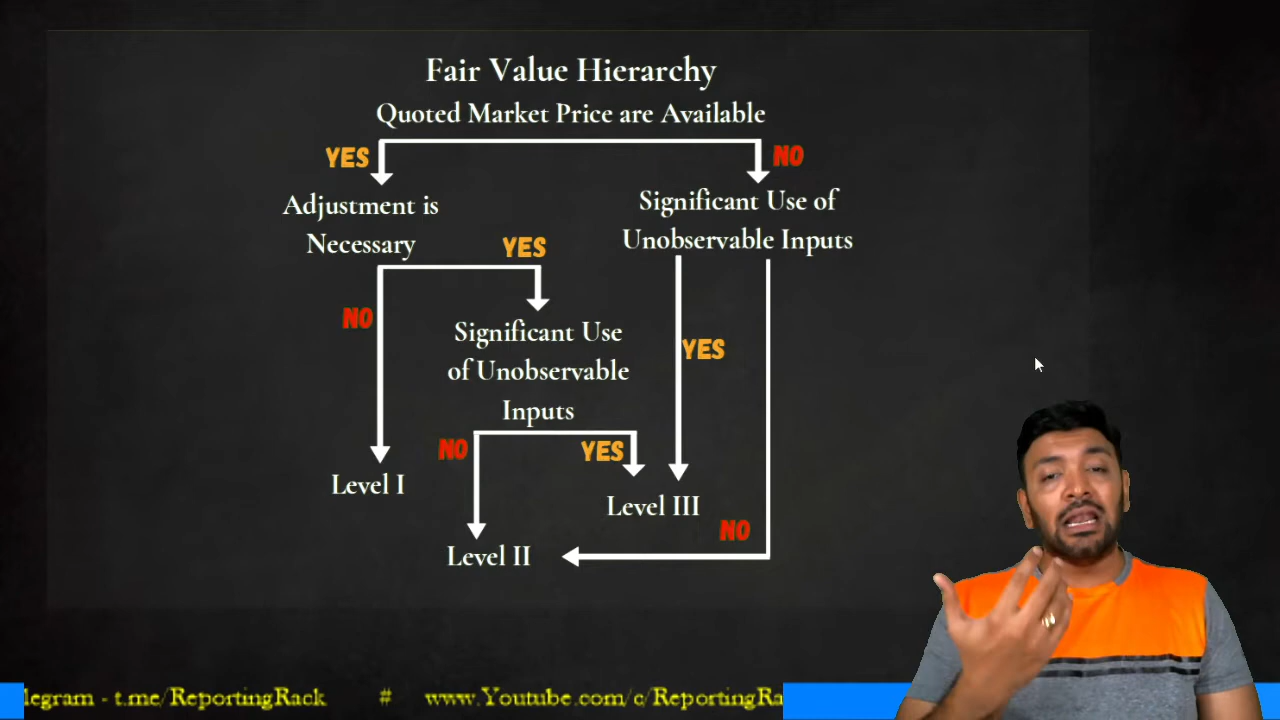 Fair Value Hierarchy
Quoted Market Price are Available
YES
NO
Adjustment is
Necessary
Significant Use of
Unobservable Inputs
YES
NO
Significant Use
of Unobservable
Inputs
YES
NO
YES
Level I
Level III
NO
Level II
legram - t.me/ReportingRack # www.Youtube.com/c/ReportingRa